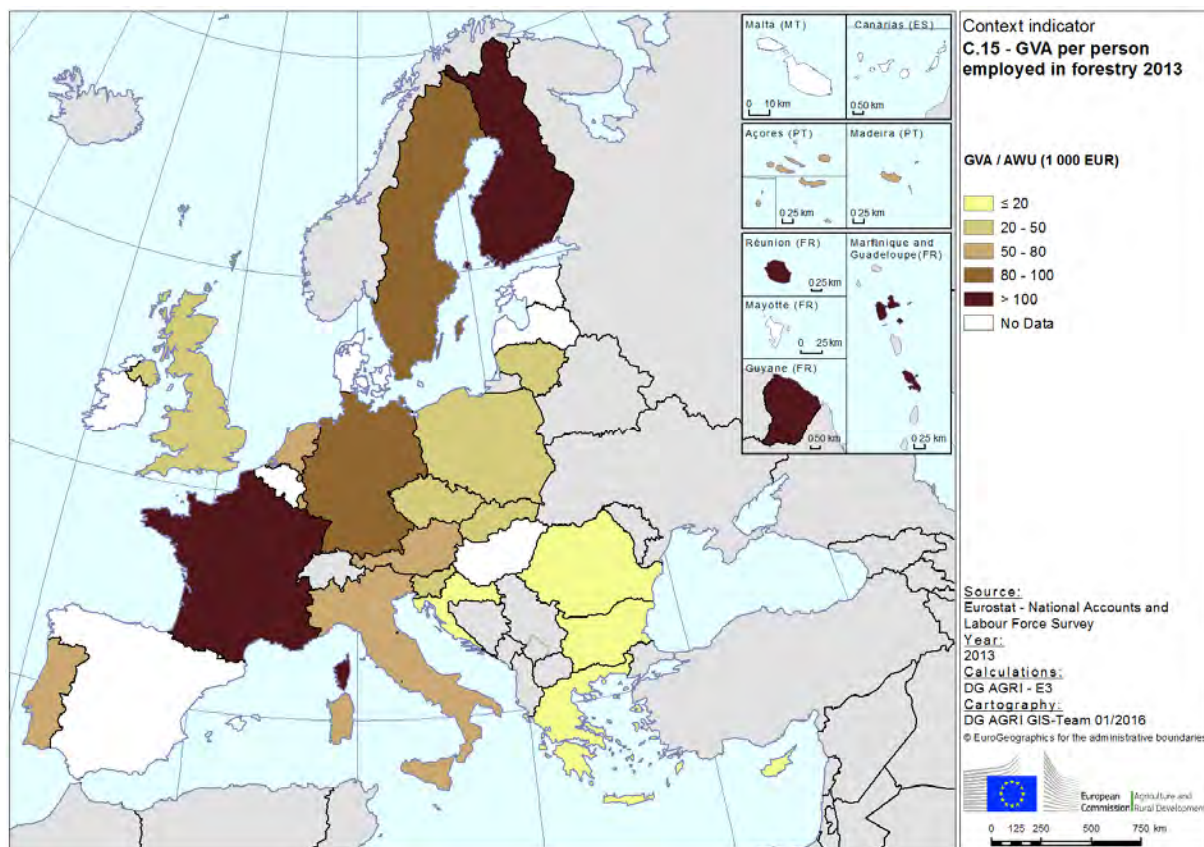 Malta (MT)
0 10 km
Canarias (ES)
0 50 km
Açores (PT)
0 25 km
Madeira (PT)
0 25 km
Réunion (FR)
0 25 km
Martinique and
Guadeloupe(FR)
0 25 km
Mayotte (FR)
0 25 km
Guyane (FR)
0 50 km
Context indicator
C.15 - GVA per person
employed in forestry 2013
GVA / AWU (1 000 EUR)
≤ 20
20 - 50
50 - 80
80 - 100
> 100
No Data
Source:
Eurostat - National Accounts and
Labour Force Survey
Year:
2013
Calculations:
DG AGRI - E3
Cartography:
DG AGRI GIS-Team 01/2016
© EuroGeographics for the administrative boundaries
European
Commission
Agriculture and
Rural Development
0 125 250 500 750 km